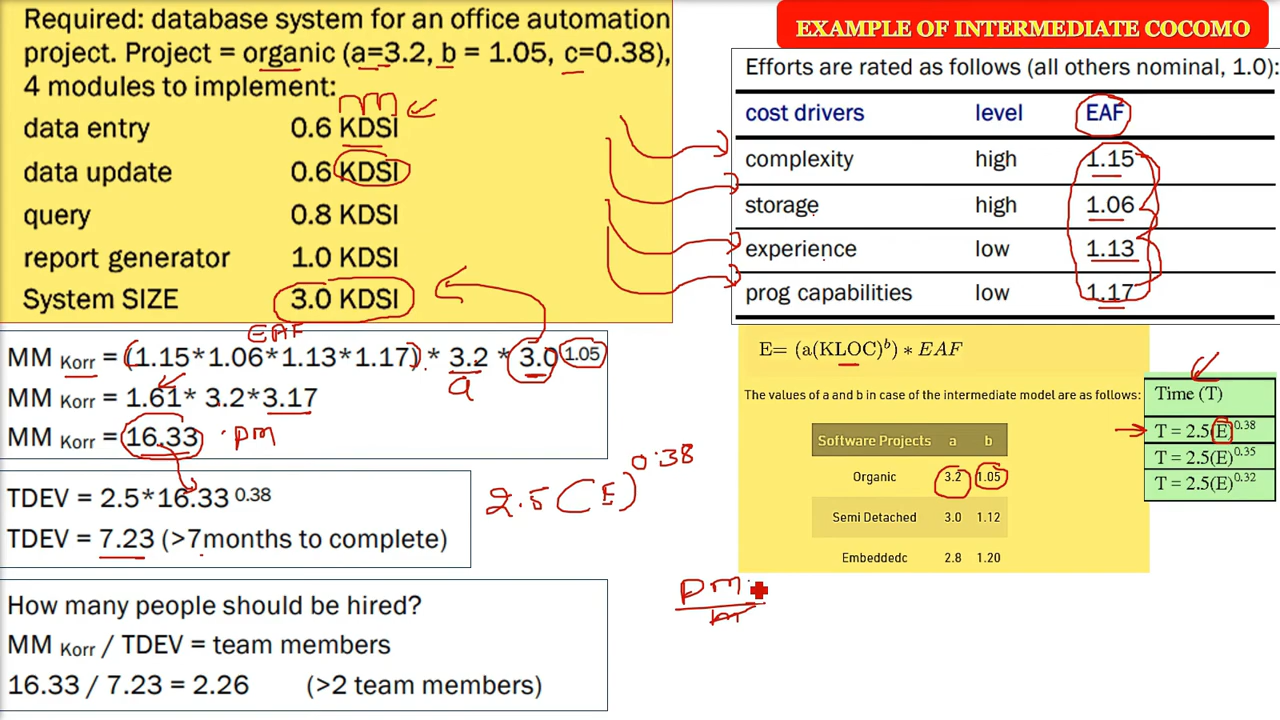 Required: database system for an office automation
project. Project = organic (a=3.2, b = 1.05, c=0.38),
4 modules to implement:
mm
data entry 0.6 KDSI
data update 0.6 KDSI
query 0.8 KDSI
report generator 1.0 KDSI
System SIZE 3.0 KDSI
EXAMPLE OF INTERMEDIATE COCOMO
Efforts are rated as follows (all others nominal, 1.0):
cost drivers level EAF
complexity high 1.15
storage high 1.06
experience low 1.13
prog capabilities low 1.17
EAF
MM Korr = (1.15*1.06*1.13*1.17) * 3.2 * 3.0 1.05
a
MM Korr = 1.61* 3.2*3.17
MM Korr = 16.33 pm
TDEV = 2.5*16.33 0.38
TDEV = 7.23 (>7months to complete)
2.5 (E) 0.38
How many people should be hired?
MM Korr / TDEV = team members
16.33 / 7.23 = 2.26 (>2 team members)
E= (a(KLOC)b) ∗ EAF
The values of a and b in case of the intermediate model are as follows:
Software Projects a b
Organic 3.2 1.05
Semi Detached 3.0 1.12
Embeddedc 2.8 1.20
Time (T)
T = 2.5(E)0.38
T = 2.5(E)0.35
T = 2.5(E)0.32
pm
m